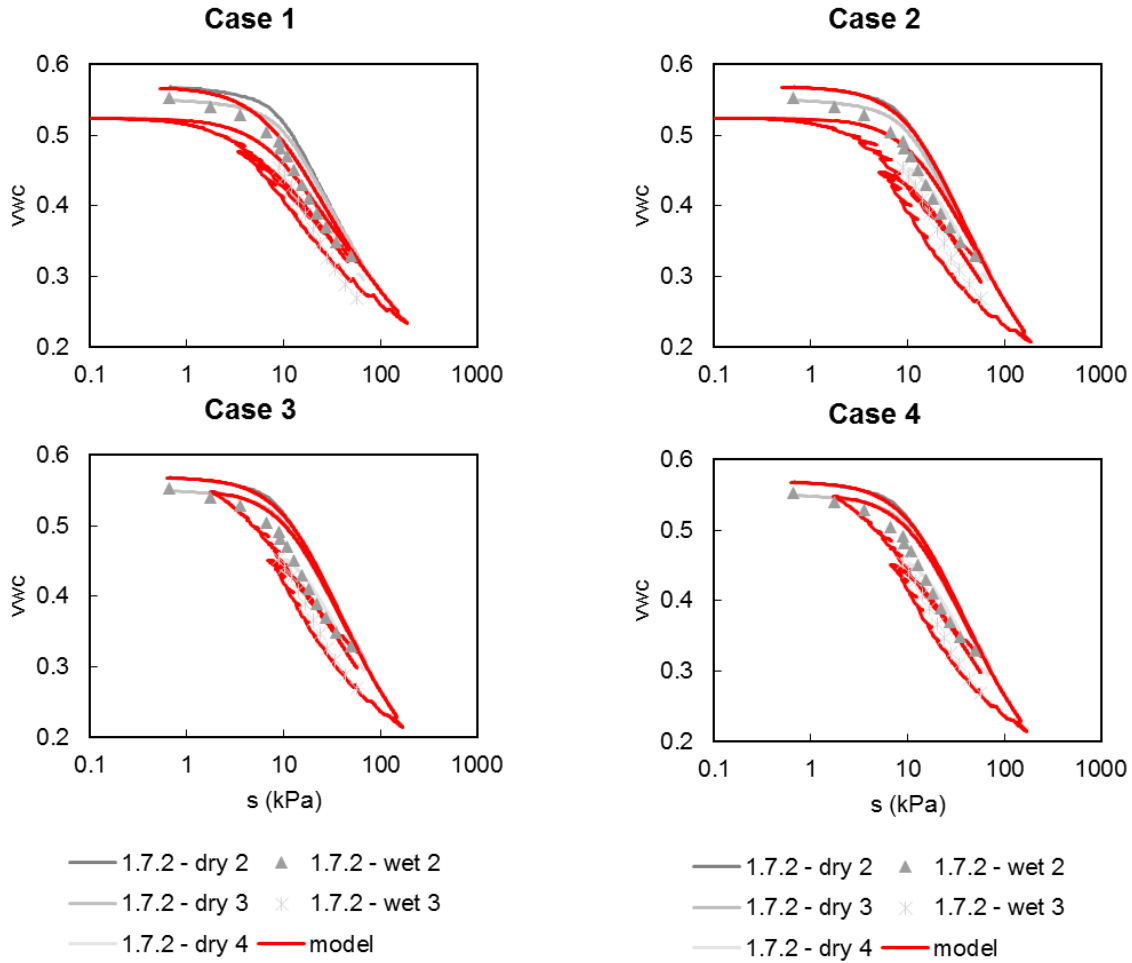 Case 1
Case 2
0.6
0.5
0.4
0.3
0.2
vwc
0.1 1 10 100 1000
0.6
0.5
0.4
0.3
0.2
vwc
0.1 1 10 100 1000
Case 3
Case 4
0.6
0.5
0.4
0.3
0.2
vwc
0.1 1 10 100 1000
s (kPa)
0.6
0.5
0.4
0.3
0.2
vwc
0.1 1 10 100 1000
s (kPa)
1.7.2 - dry 2 1.7.2 - wet 2
1.7.2 - dry 3 1.7.2 - wet 3
1.7.2 - dry 4 model
1.7.2 - dry 2 1.7.2 - wet 2
1.7.2 - dry 3 1.7.2 - wet 3
1.7.2 - dry 4 model